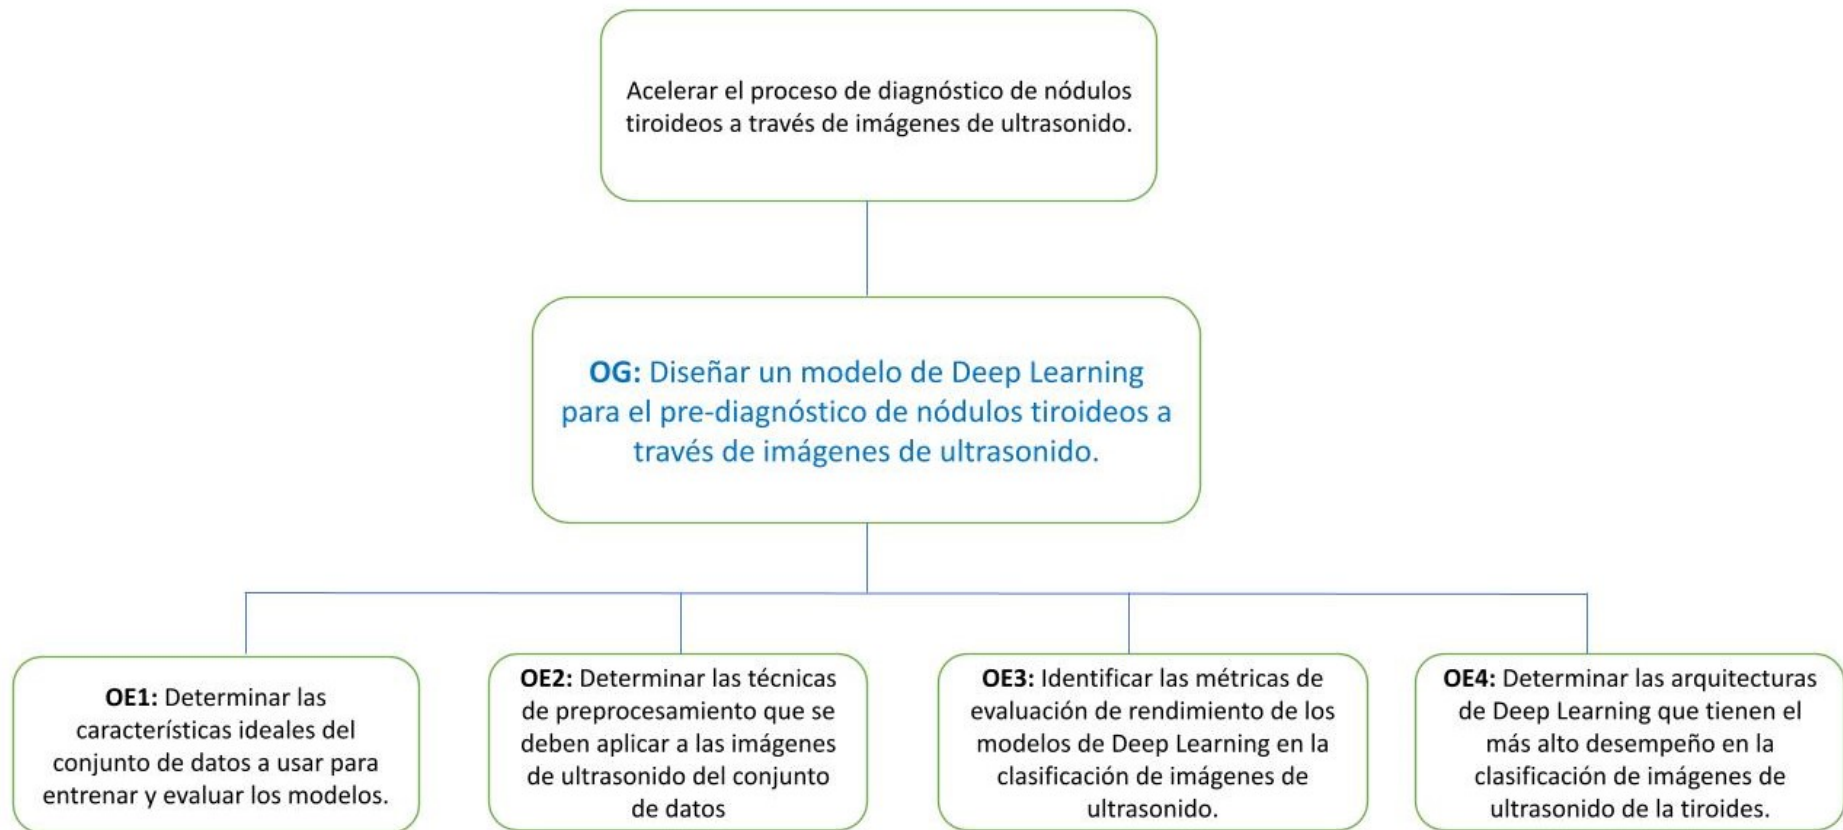 Acelerar el proceso de diagnóstico de nódulos
tiroideos a través de imágenes de ultrasonido.
OG: Diseñar un modelo de Deep Learning
para el pre-diagnóstico de nódulos tiroideos a
través de imágenes de ultrasonido.
OE1: Determinar las
características ideales del
conjunto de datos a usar para
entrenar y evaluar los modelos.
OE2: Determinar las técnicas
de preprocesamiento que se
deben aplicar a las imágenes
de ultrasonido del conjunto
de datos
OE3: Identificar las métricas de
evaluación de rendimiento de los
modelos de Deep Learning en la
clasificación de imágenes de
ultrasonido.
OE4: Determinar las arquitecturas
de Deep Learning que tienen el
más alto desempeño en la
clasificación de imágenes de
ultrasonido de la tiroides.